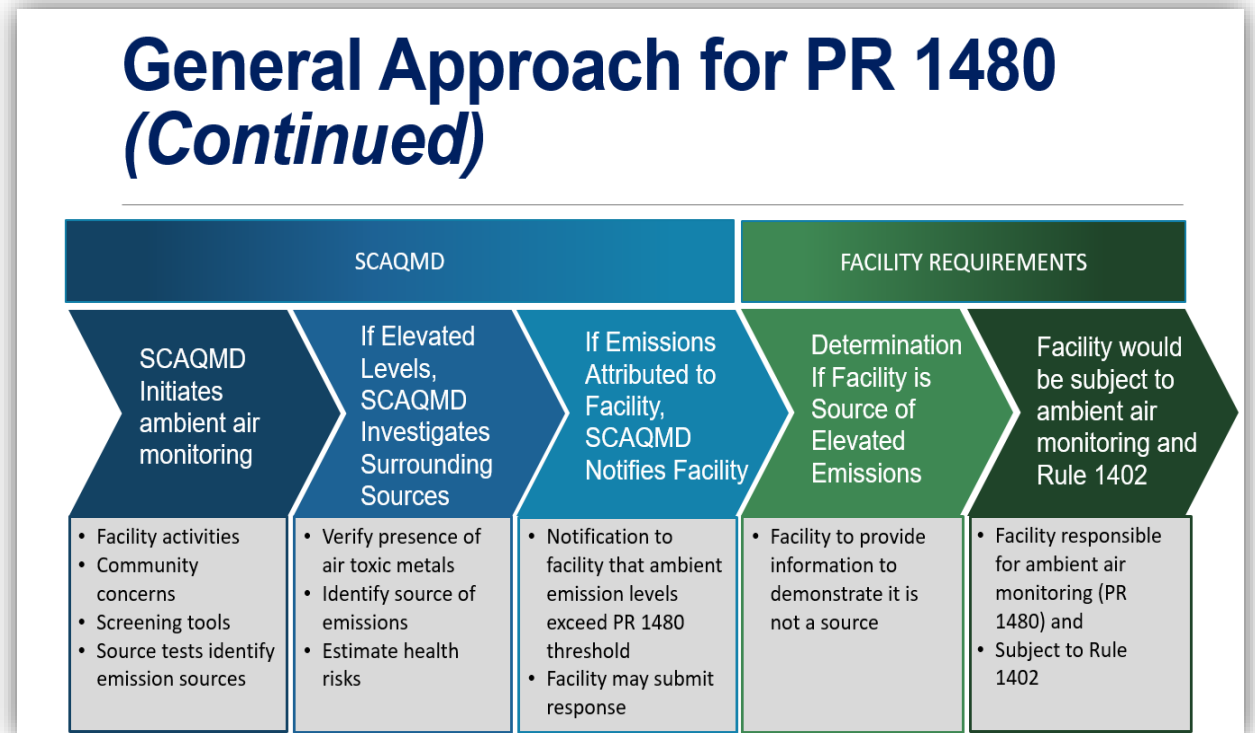 General Approach for PR 1480
(Continued)
SCAQMD
FACILITY REQUIREMENTS
SCAQMD
Initiates
ambient air
monitoring
If Elevated
Levels,
SCAQMD
Investigates
Surrounding
Sources
If Emissions
Attributed to
Facility,
SCAQMD
Notifies Facility
Determination
If Facility is
Source of
Elevated
Emissions
Facility would
be subject to
ambient air
monitoring and
Rule 1402
• Facility activities
• Community
concerns
• Screening tools
• Source tests identify
emission sources
• Verify presence of
air toxic metals
• Identify source of
emissions
• Estimate health
risks
• Notification to
facility that ambient
emission levels
exceed PR 1480
threshold
• Facility may submit
response
• Facility to provide
information to
demonstrate it is
not a source
• Facility responsible
for ambient air
monitoring (PR
1480) and
• Subject to Rule
1402